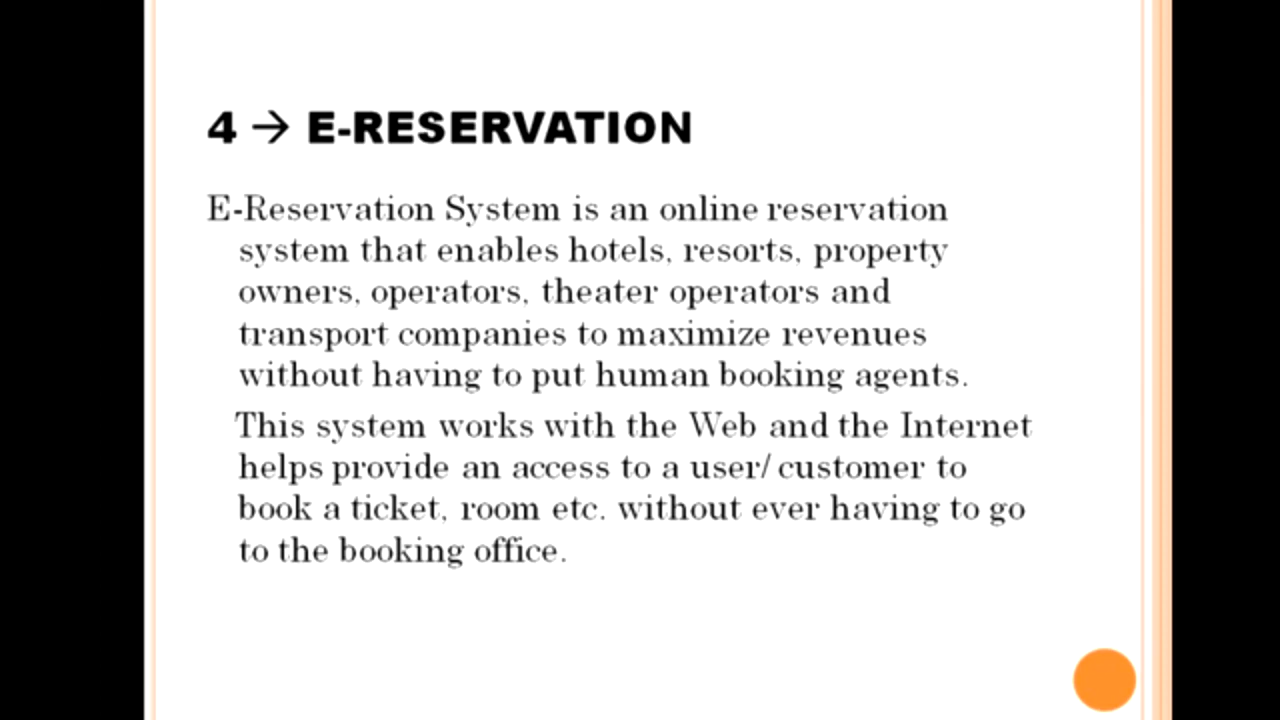 4 → E-RESERVATION
E-Reservation System is an online reservation
system that enables hotels, resorts, property
owners, operators, theater operators and
transport companies to maximize revenues
without having to put human booking agents.
This system works with the Web and the Internet
helps provide an access to a user/ customer to
book a ticket, room etc. without ever having to go
to the booking office.